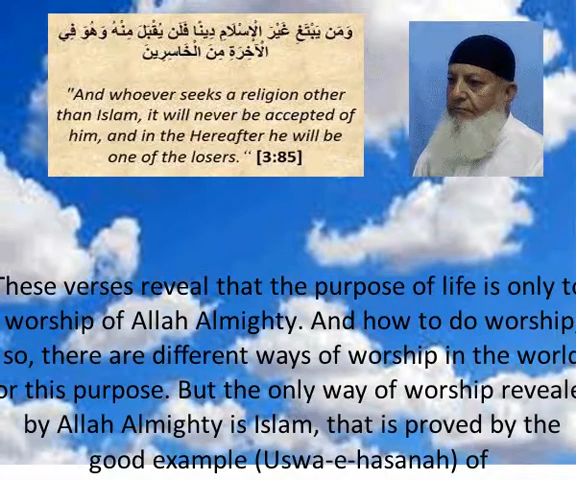 وَمَن يَبْتَغِ غَيْرَ الْإِسْلَامِ دِينًا فَلَن يُقْبَلَ مِنْهُ وَهُوَ فِي
الْآخِرَةِ مِنَ الْخَاسِرِينَ
"And whoever seeks a religion other
than Islam, it will never be accepted of
him, and in the Hereafter he will be
one of the losers. " [3:85]
These verses reveal that the purpose of life is only to
worship of Allah Almighty. And how to do worship,
so, there are different ways of worship in the world
or this purpose. But the only way of worship reveale
by Allah Almighty is Islam, that is proved by the
good example (Uswa-e-hasanah) of